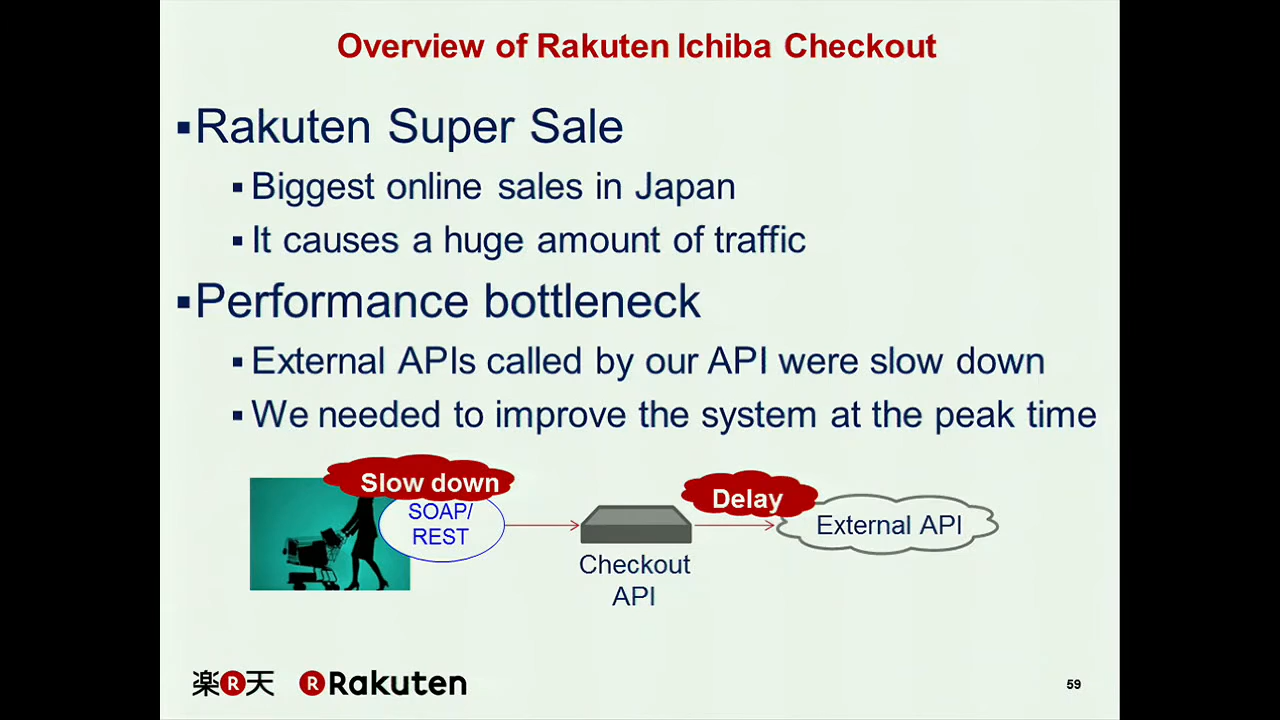 Overview of Rakuten Ichiba Checkout
▪Rakuten Super Sale
▪Biggest online sales in Japan
▪It causes a huge amount of traffic
▪Performance bottleneck
▪External APIs called by our API were slow down
▪We needed to improve the system at the peak time
Slow down
SOAP/
REST
Delay
External API
Checkout
API
楽R天 R Rakuten
59